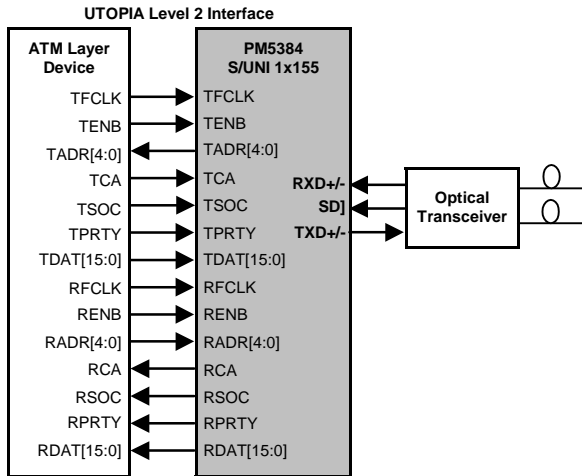 UTOPIA Level 2 Interface
ATM Layer
Device
PM5384
S/UNI 1x155
TFCLK
TFCLK
TENB
TENB
TADR[4:0]
TADR[4:0]
TCA
TCA
TSOC
TSOC
TPRTY
TPRTY
TDAT[15:0]
TDAT[15:0]
RFCLK
RFCLK
RENB
RENB
RADR[4:0]
RADR[4:0]
RCA
RCA
RSOC
RSOC
RPRTY
RPRTY
RDAT[15:0]
RDAT[15:0]
RXD+/-
SD]
TXD+/-
Optical
Transceiver